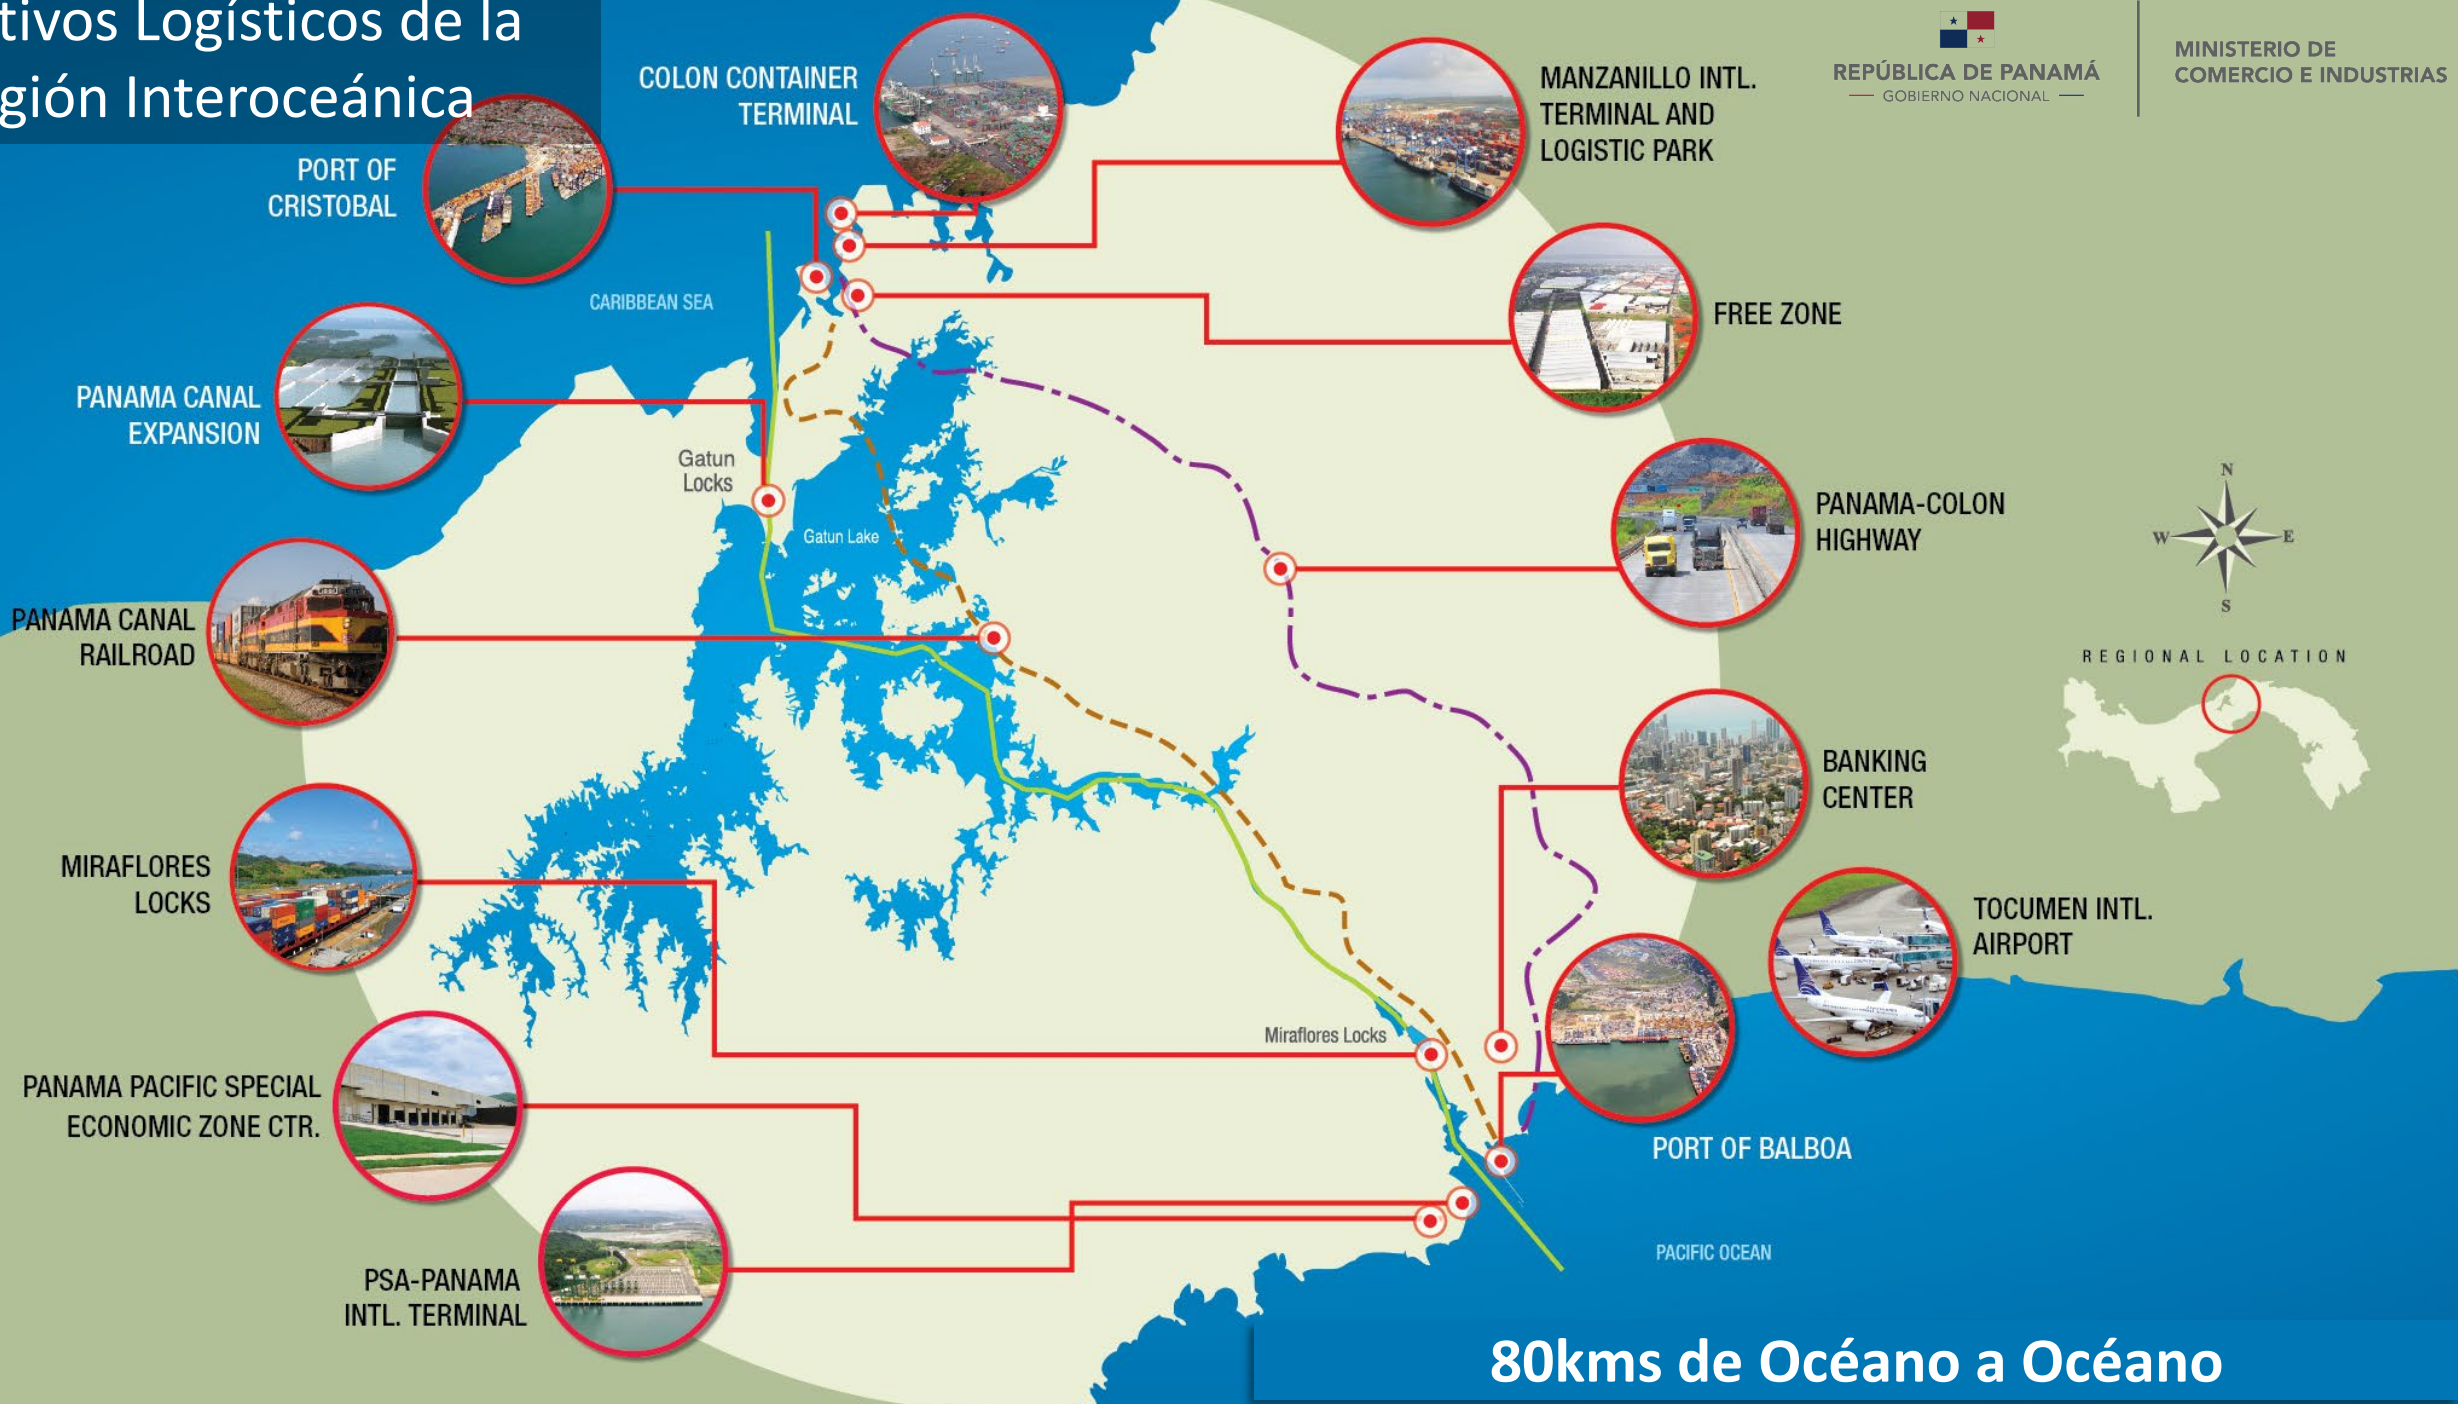 tivos Logísticos de la
gión Interoceánica
REPÚBLICA DE PANAMÁ
GOBIERNO NACIONAL
MINISTERIO DE
COMERCIO E INDUSTRIAS
COLON CONTAINER
TERMINAL
MANZANILLO INTL.
TERMINAL AND
LOGISTIC PARK
PORT OF
CRISTOBAL
CARIBBEAN SEA
FREE ZONE
PANAMA CANAL
EXPANSION
Gatun
Locks
Gatun Lake
PANAMA-COLON
HIGHWAY
N
W
E
S
PANAMA CANAL
RAILROAD
REGIONAL LOCATION
BANKING
CENTER
MIRAFLORES
LOCKS
TOCUMEN INTL.
AIRPORT
Miraflores Locks
PANAMA PACIFIC SPECIAL
ECONOMIC ZONE CTR.
PORT OF BALBOA
PACIFIC OCEAN
PSA-PANAMA
INTL. TERMINAL
80kms de Océano a Océano